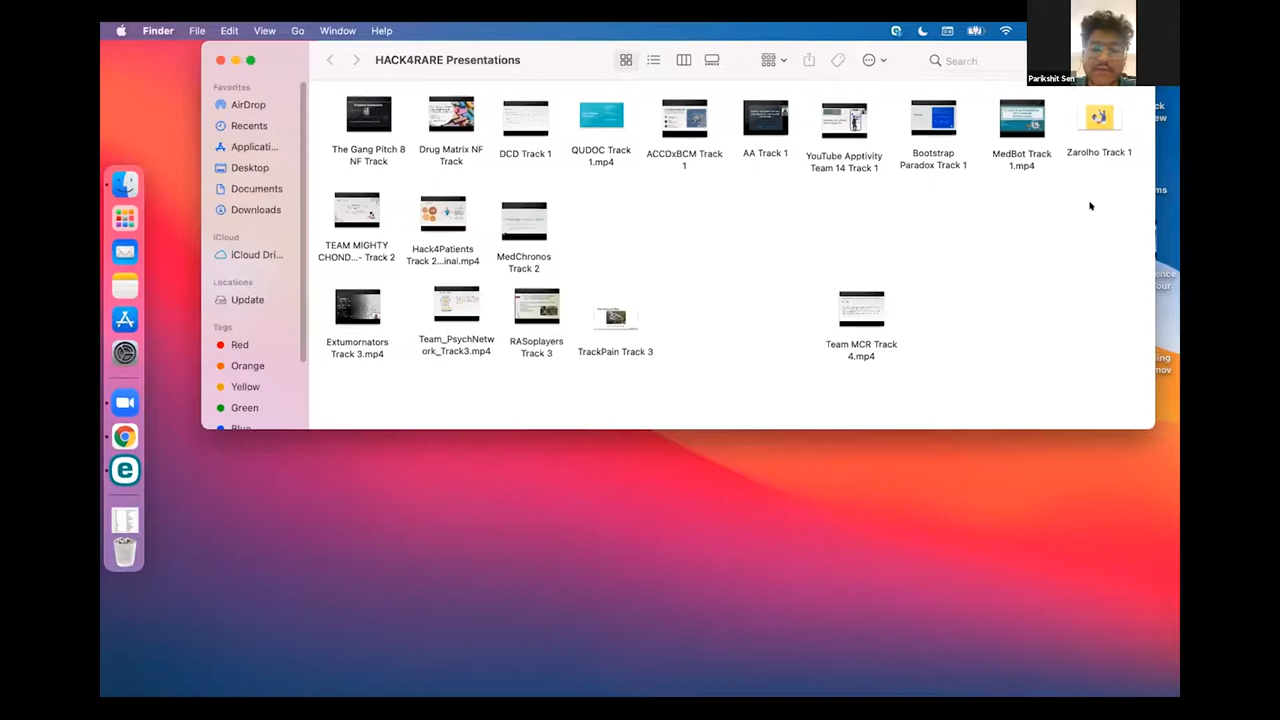 Finder File Edit View Go Window Help
HACK4RARE Presentations
Search
Parikshit Sen
Favorites
AirDrop
Recents
Applicati...
Desktop
Documents
Downloads
iCloud
iCloud Dri...
Locations
Update
Tags
Red
Orange
Yellow
Green
Blue
The Gang Pitch 8
NF Track
Drug Matrix NF
Track
DCD Track 1
QUDOC Track
1.mp4
ACCDxBCM Track
1
AA Track 1
YouTube Apptivity
Team 14 Track 1
Bootstrap
Paradox Track 1
MedBot Track
1.mp4
Zarolho Track 1
TEAM MIGHTY
CHOND...- Track 2
Hack4Patients
Track 2...inal.mp4
MedChronos
Track 2
Extumornators
Track 3.mp4
Team_PsychNetw
ork_Track3.mp4
RASoplayers
Track 3
TrackPain Track 3
Team MCR Track
4.mp4